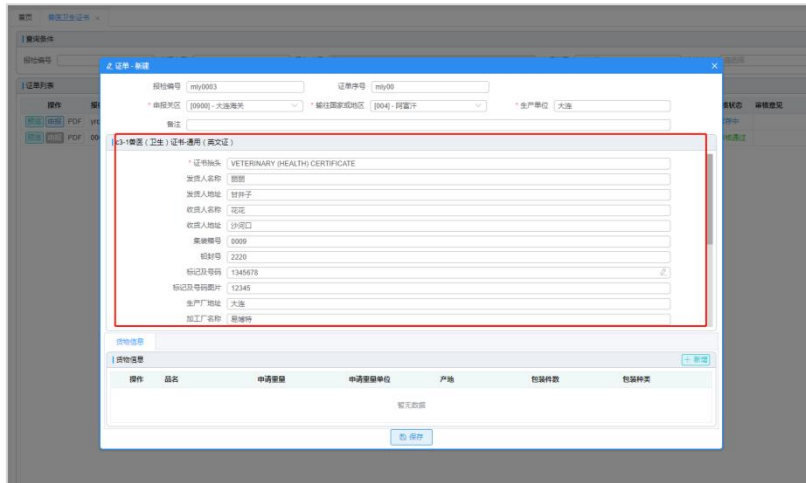 首页 兽医卫生证书 ×
查询条件
报检编号
证单列表
操作
核状态 审核意见
PDF
PDF
证单 - 新建 ×
报检编号 mly0003 证单序号 mly00
* 申报关区 [0900] - 大连海关 * 输往国家或地区 [004] - 阿富汗 * 生产单位 大连
备注
c3-1兽医(卫生)证书-通用(英文证)
* 证书抬头 VETERINARY (HEALTH) CERTIFICATE
发货人名称 丽丽
发货人地址 甘井子
收货人名称 花花
收货人地址 沙河口
集装箱号 0009
铅封号 2220
标记及号码 1345678
标记及号码图片 12345
生产厂地址 大连
加工厂名称
货物信息
货物信息 + 新增
操作 品名 申请重量 申请重量单位 产地 包装件数 包装种类
暂无数据
保存